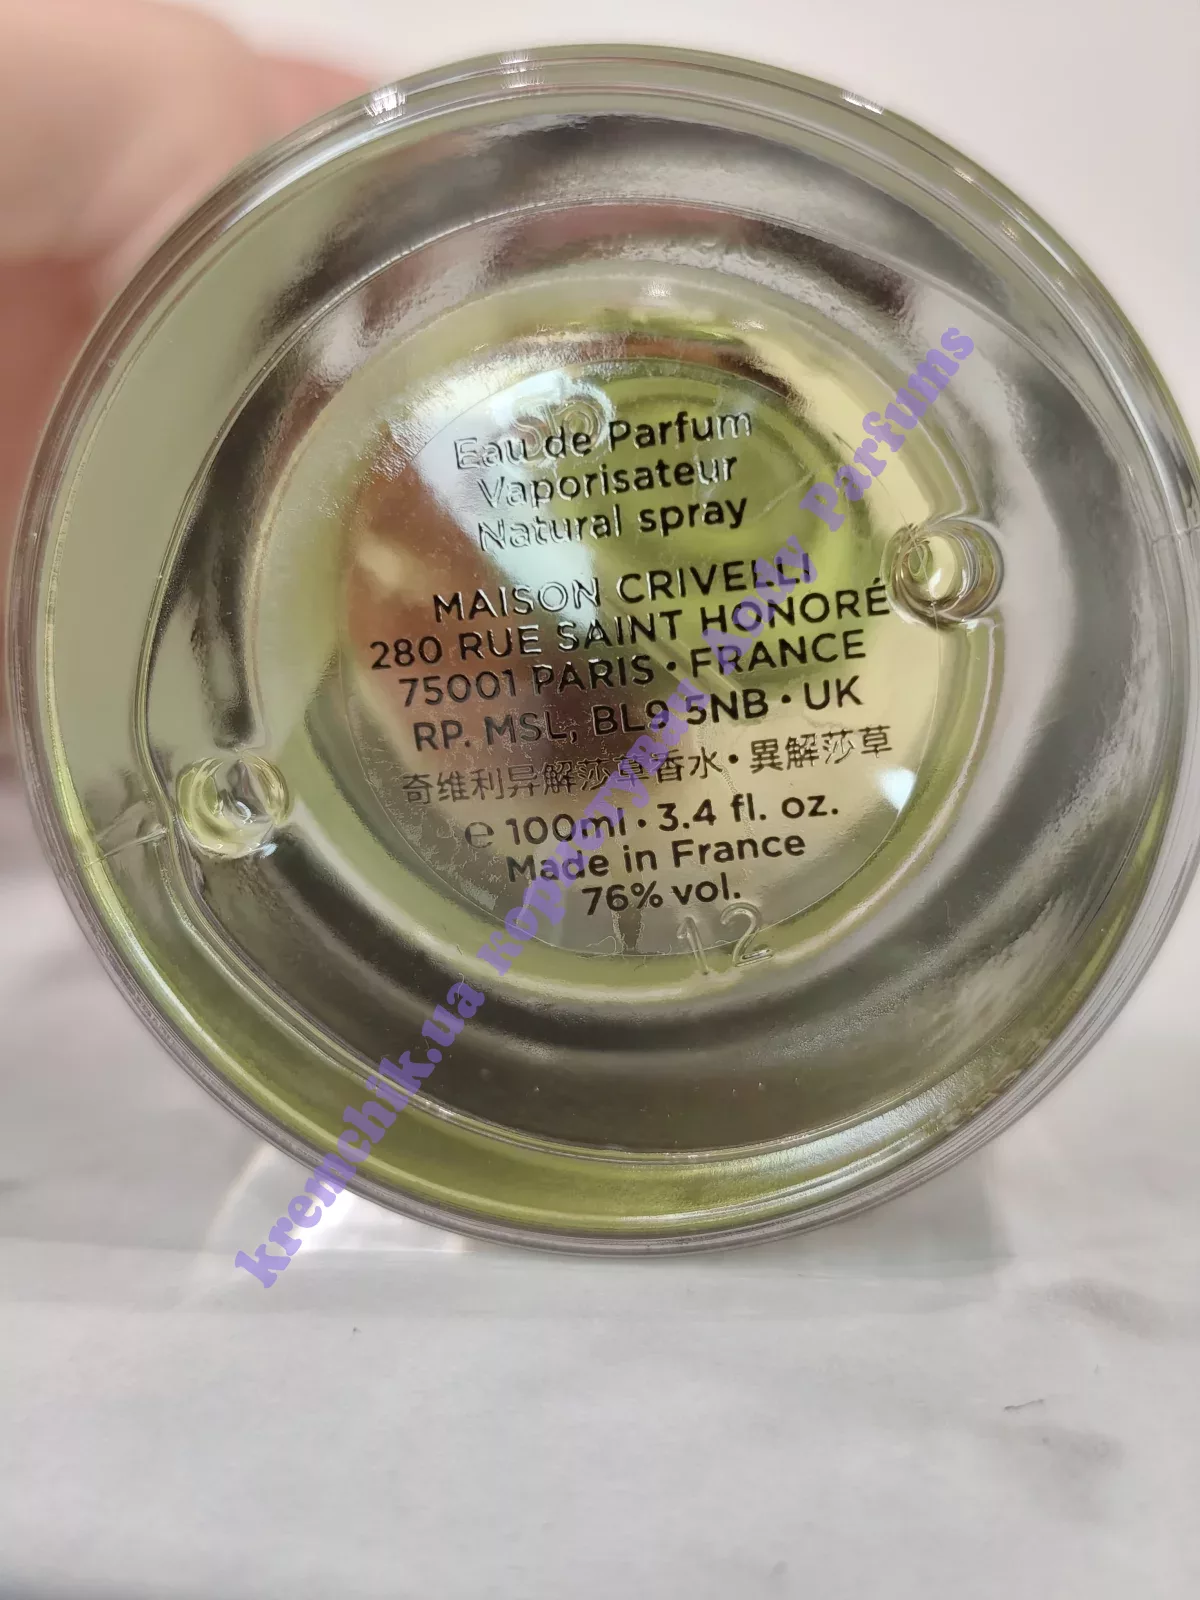 Sp
Eau de Parfum
Vaporisateur
Natural spray
MAISON CRIVELLI
280 RUE SAINT HONORÉ
75001 PARIS • FRANCE
RP. MSL, BL9 5NB • UK
奇维利异解莎草香水 • 異解莎草
℮ 100ml • 3.4 fl. oz.
Made in France
76% vol.
12
kremchik.ua Parfums